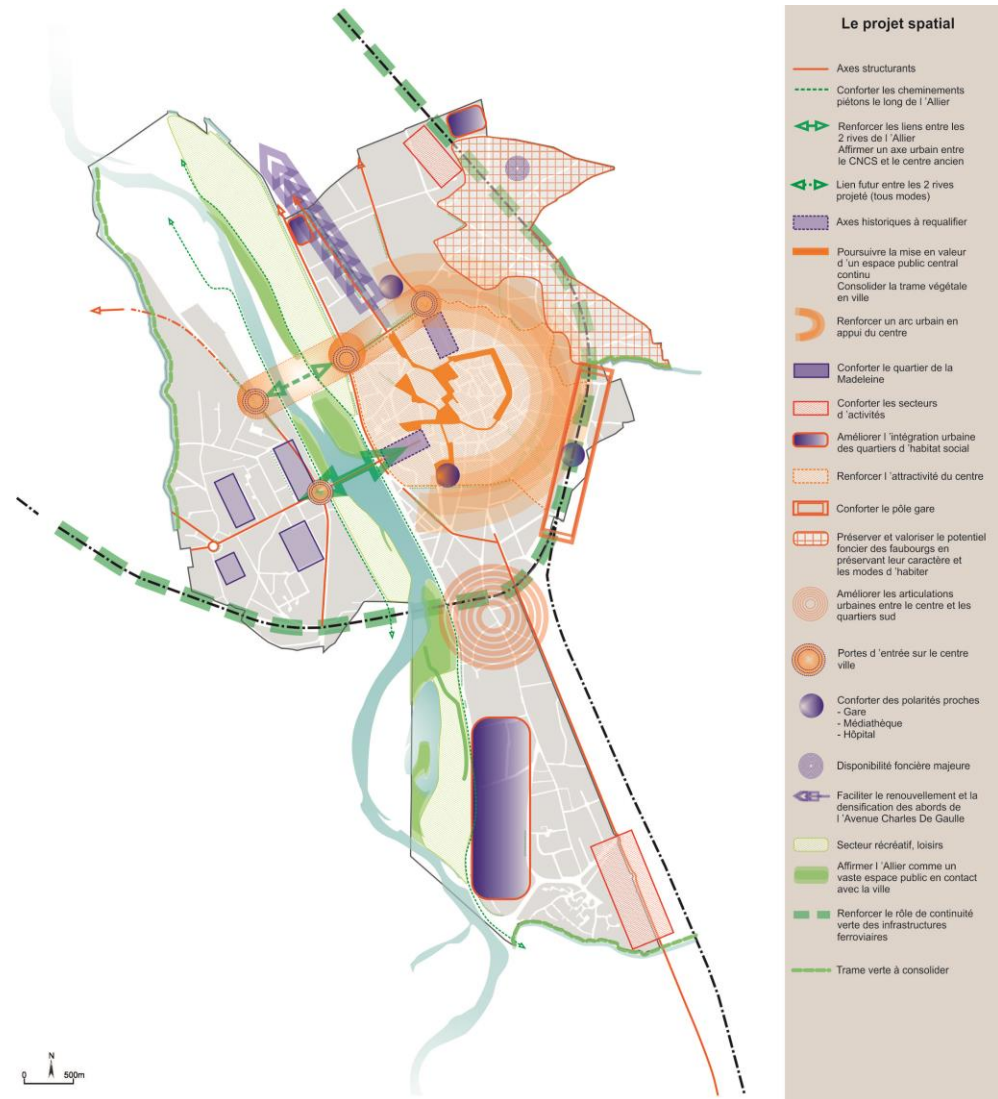 Le projet spatial
Axes structurants
Conforter les cheminements
piétons le long de l 'Allier
Renforcer les liens entre les
2 rives de l 'Allier
Affirmer un axe urbain entre
le CNCS et le centre ancien
Lien futur entre les 2 rives
projeté (tous modes)
Axes historiques à requalifier
Poursuivre la mise en valeur
d 'un espace public central
continu
Consolider la trame végétale
en ville
Renforcer un arc urbain en
appui du centre
Conforter le quartier de la
Madeleine
Conforter les secteurs
d 'activités
Améliorer l 'intégration urbaine
des quartiers d 'habitat social
Renforcer l 'attractivité du centre
Conforter le pôle gare
Préserver et valoriser le potentiel
foncier des faubourgs en
préservant leur caractère et
les modes d 'habiter
Améliorer les articulations
urbaines entre le centre et les
quartiers sud
Portes d 'entrée sur le centre
ville
Conforter des polarités proches
- Gare
- Médiathèque
- Hôpital
Disponibilité foncière majeure
Faciliter le renouvellement et la
densification des abords de
l 'Avenue Charles De Gaulle
Secteur récréatif, loisirs
Affirmer l 'Allier comme un
vaste espace public en contact
avec la ville
Renforcer le rôle de continuité
verte des infrastructures
ferroviaires
Trame verte à consolider
N
0 500m